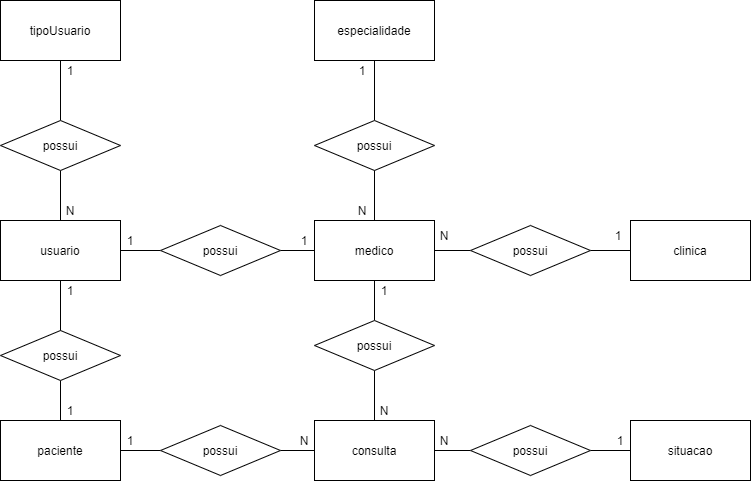 tipoUsuario
especialidade
1
1
possui
possui
N
N
usuario
1
possui
1
medico
N
possui
1
clinica
1
1
possui
possui
1
N
paciente
1
possui
N
consulta
N
possui
1
situacao